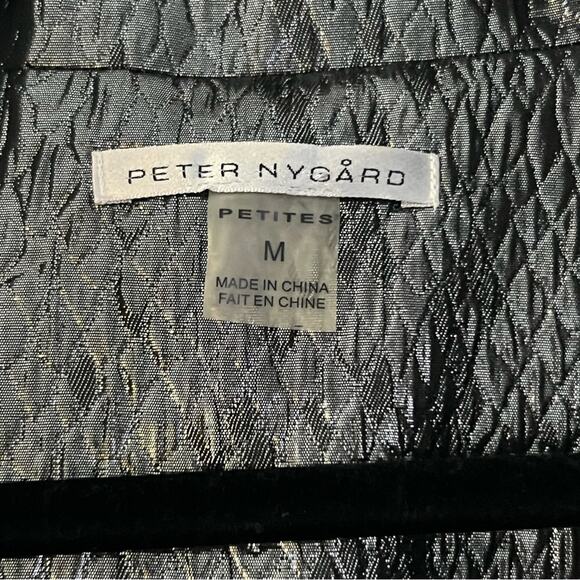 PETER NYGÅRD
PETITES
M
MADE IN CHINA
FAIT EN CHINE